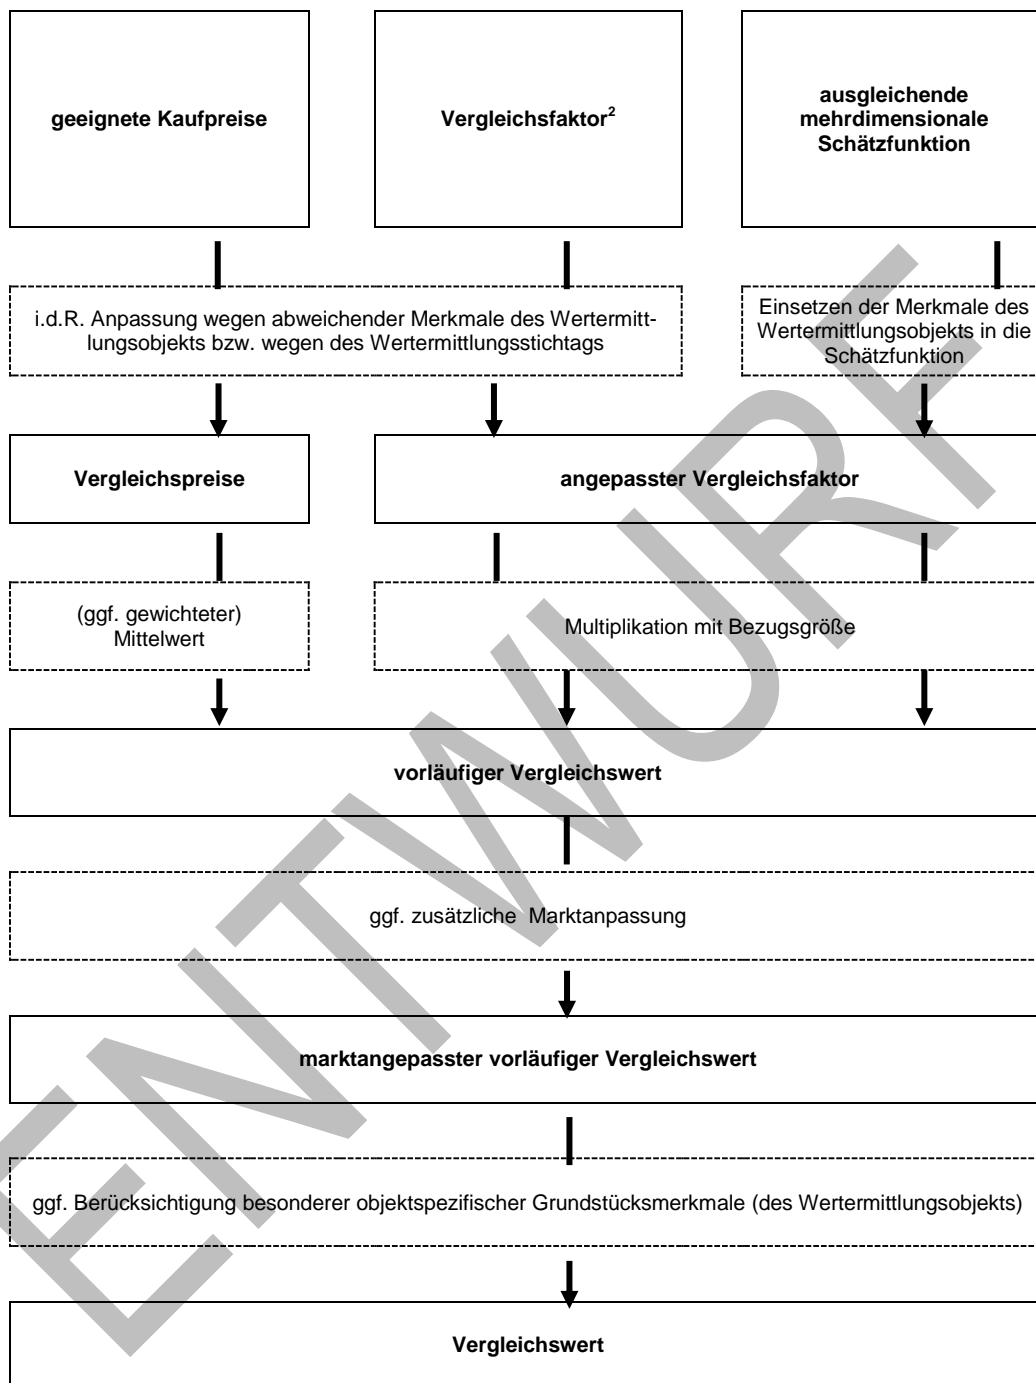 geeignete Kaufpreise
Vergleichsfaktor²
ausgleichende
mehrdimensionale
Schätzfunktion
i.d.R. Anpassung wegen abweichender Merkmale des Wertermitt-
lungsobjekts bzw. wegen des Wertermittlungsstichtags
Einsetzen der Merkmale des
Wertermittlungsobjekts in die
Schätzfunktion
Vergleichspreise
angepasster Vergleichsfaktor
(ggf. gewichteter)
Mittelwert
Multiplikation mit Bezugsgröße
vorläufiger Vergleichswert
ggf. zusätzliche  Marktanpassung
marktangepasster vorläufiger Vergleichswert
ggf. Berücksichtigung besonderer objektspezifischer Grundstücksmerkmale (des Wertermittlungsobjekts)
Vergleichswert
ENTWURF